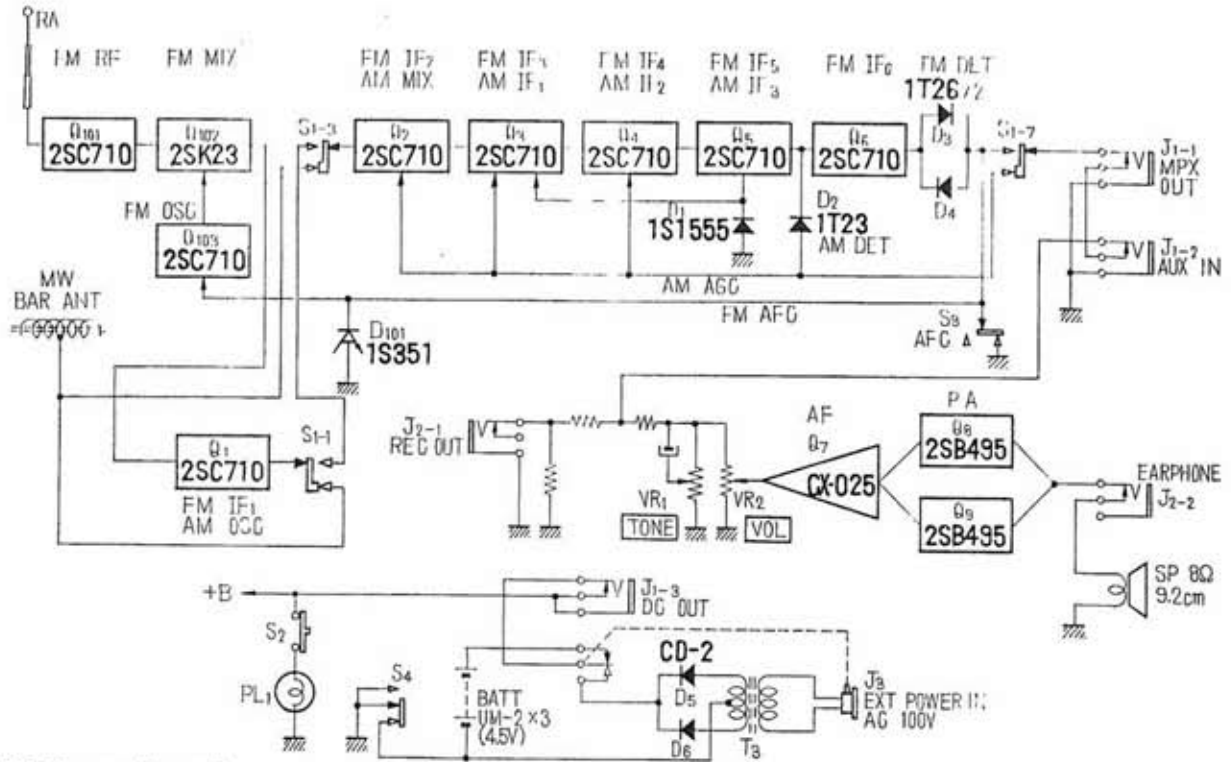 RA
FM RF
FM MIX
FM IF2
AM MIX
FM IF3
AM IF1
FM IF4
AM IF2
FM IF5
AM IF3
FM IF6
FM DET
1T26×2
Q101
2SC710
Q102
2SK23
S1-3
Q2
2SC710
Q3
2SC710
Q4
2SC710
Q5
2SC710
Q6
2SC710
D3
D4
S1-7
J1-1
MPX
OUT
FM OSC
Q103
2SC710
D1
1S1555
D2
1T23
AM DET
J1-2
AUX IN
AM AGC
FM AFC
MW
BAR ANT
D101
1S351
S3
AFC
J2-1
REC OUT
AF
Q7
CX-025
PA
Q8
2SB495
Q9
2SB495
EARPHONE
J2-2
Q1
2SC710
S1-1
FM IF1
AM OSC
VR1
TONE
VR2
VOL
SP 8Ω
9.2cm
+B
J1-3
DC OUT
S2
PL1
S4
BATT
UM-2×3
(4.5V)
CD-2
D5
D6
T3
J3
EXT POWER IN
AC 100V